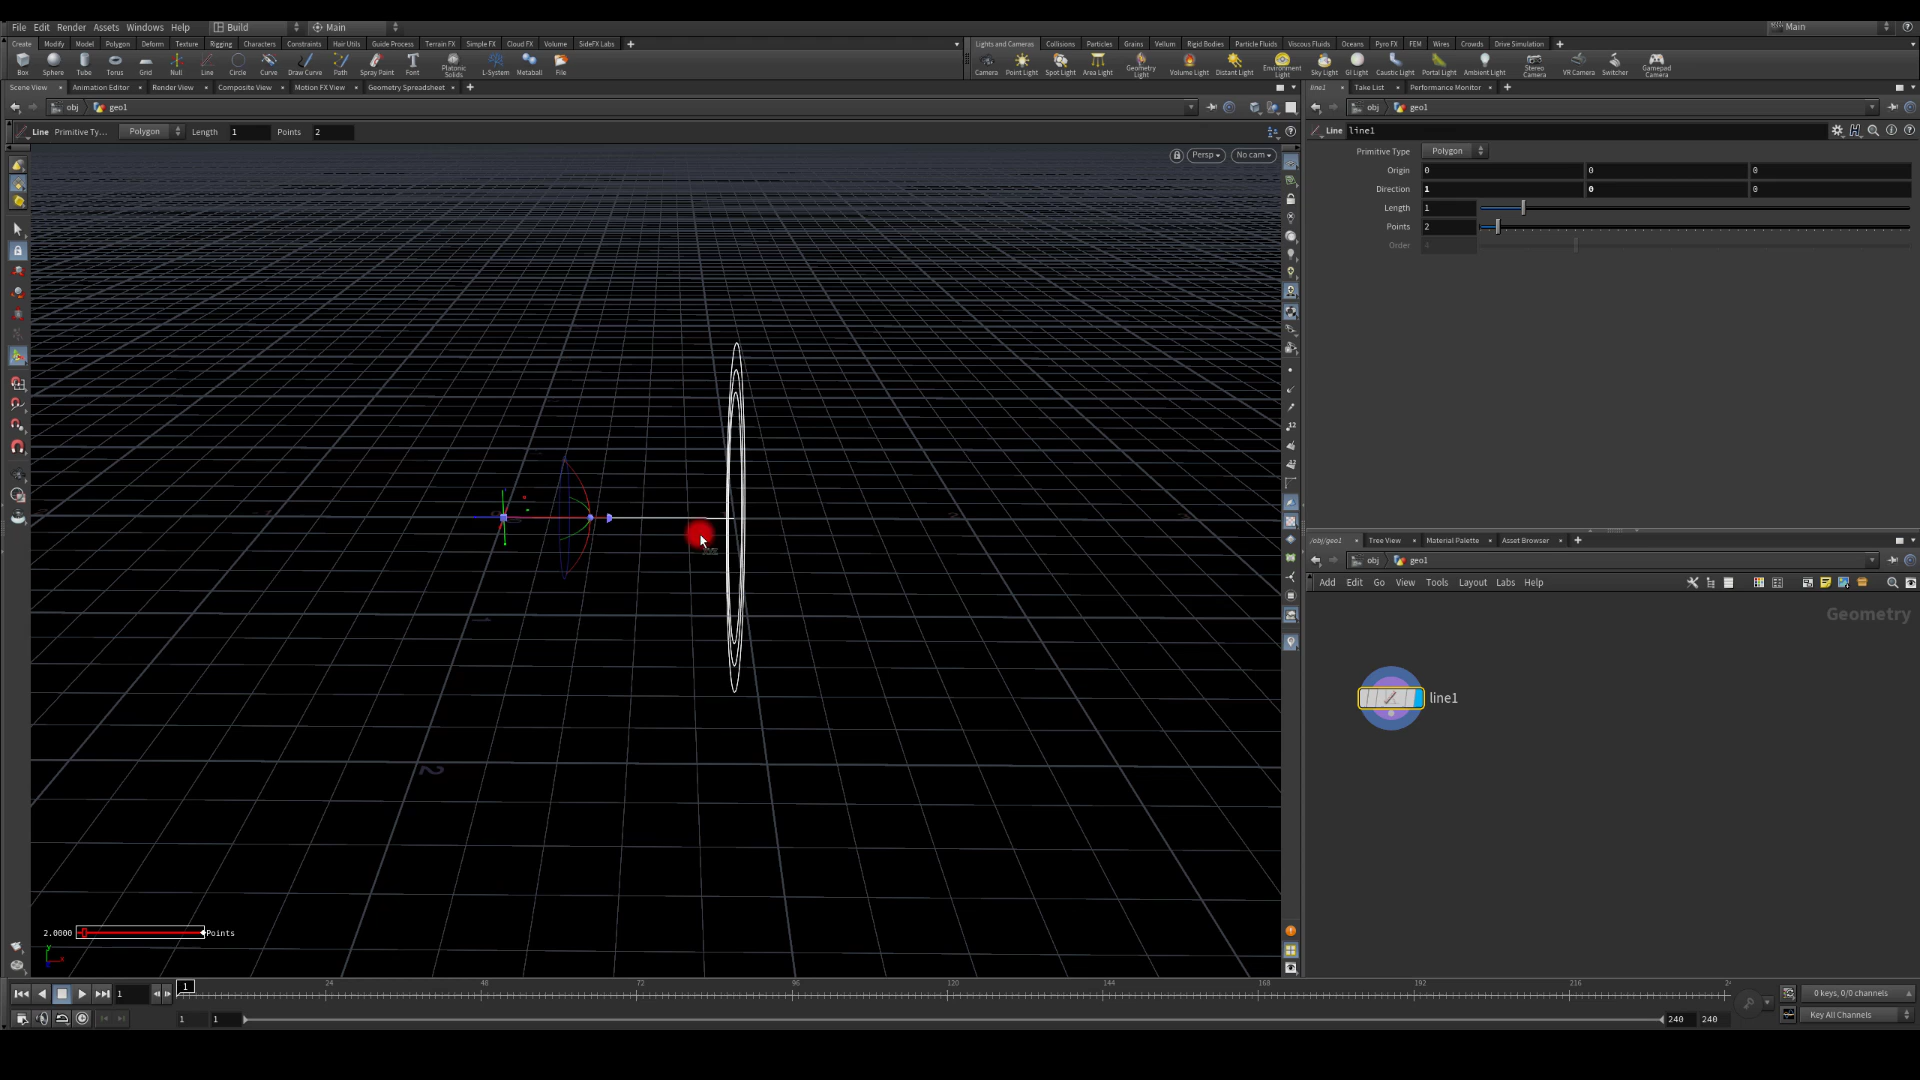 File Edit Render Assets Windows Help Build Main Main
Create Modify Model Polygon Deform Texture Rigging Characters Constraints Hair Utils Guide Process Terrain FX Simple FX Cloud FX Volume SideFX Labs
Lights and Cameras Collisions Particles Grains Vellum Rigid Bodies Particle Fluids Viscous Fluids Oceans Pyro FX FEM Wires Crowds Drive Simulation
Box Sphere Tube Torus Grid Null Line Circle Curve Draw Curve Path Spray Paint Font Platonic Solids L-System Metaball File
Camera Point Light Spot Light Area Light Geometry Light Volume Light Distant Light Environment Light Sky Light GI Light Caustic Light Portal Light Ambient Light Stereo Camera VR Camera Switcher Gamepad Camera
Scene View Animation Editor Render View Composite View Motion FX View Geometry Spreadsheet
line1 Take List Performance Monitor
obj geo1
obj geo1
Line Primitive Ty... Polygon Length 1 Points 2
Line line1
Persp No cam
Primitive Type Polygon
Origin 0 0 0
Direction 1 0 0
Length 1
Points 2
Order 4
/obj/geo1 Tree View Material Palette Asset Browser
obj geo1
Add Edit Go View Tools Layout Labs Help
Geometry
line1
2.0000 Points
1 1 24 48 72 96 120 144 168 192 216
0 keys, 0/0 channels
1 1 240 240
Key All Channels